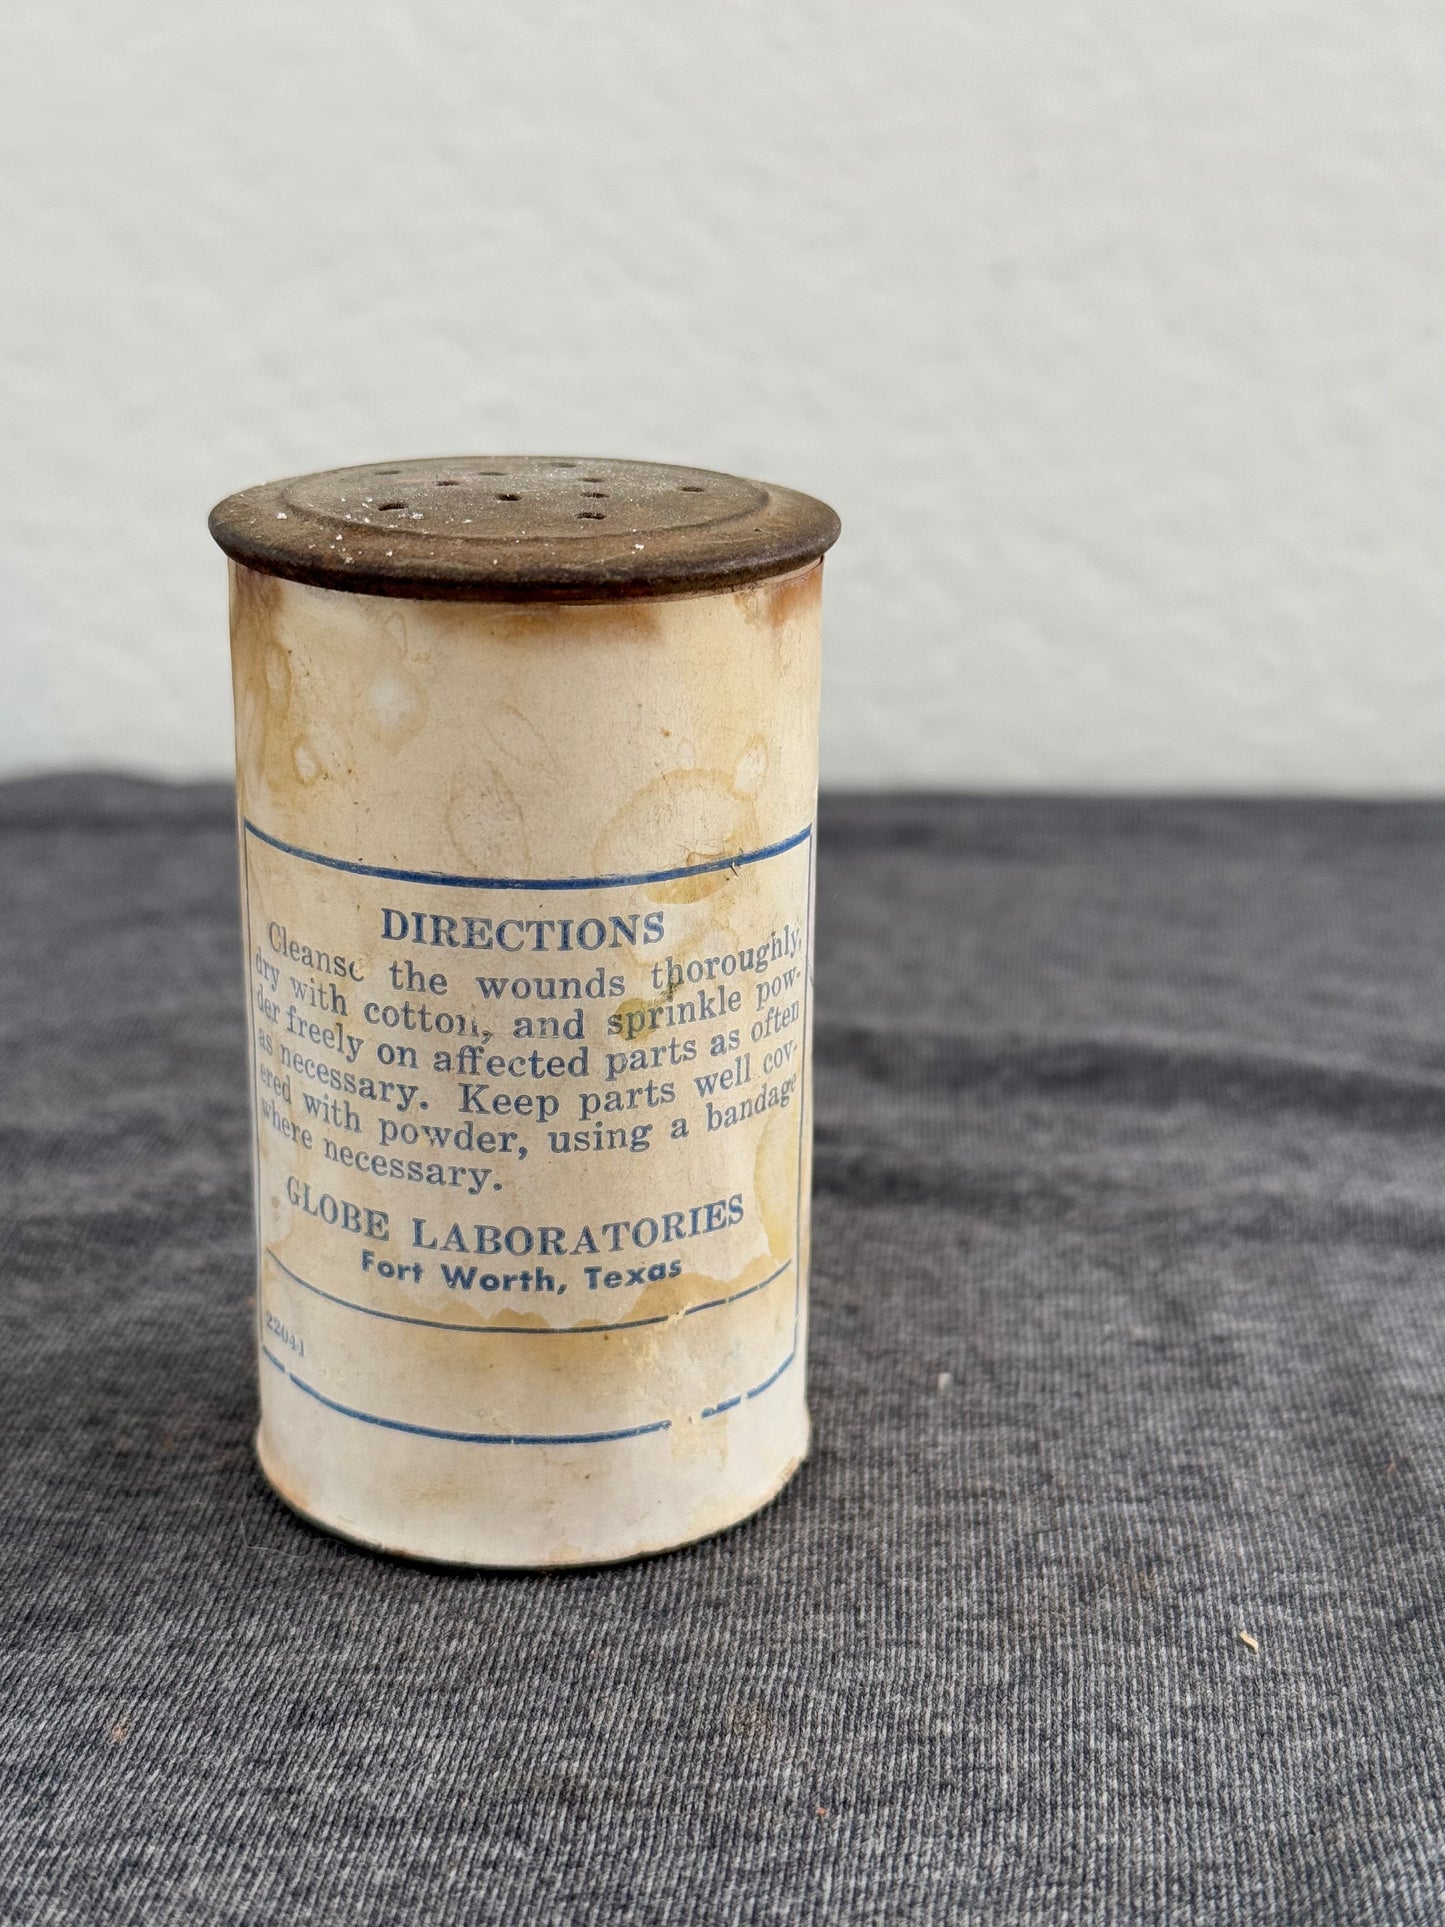 DIRECTIONS
Cleanse the wounds thoroughly,
dry with cotton, and sprinkle pow-
der freely on affected parts as often
as necessary. Keep parts well cov-
ered with powder, using a bandage
where necessary.
GLOBE LABORATORIES
Fort Worth, Texas
22041